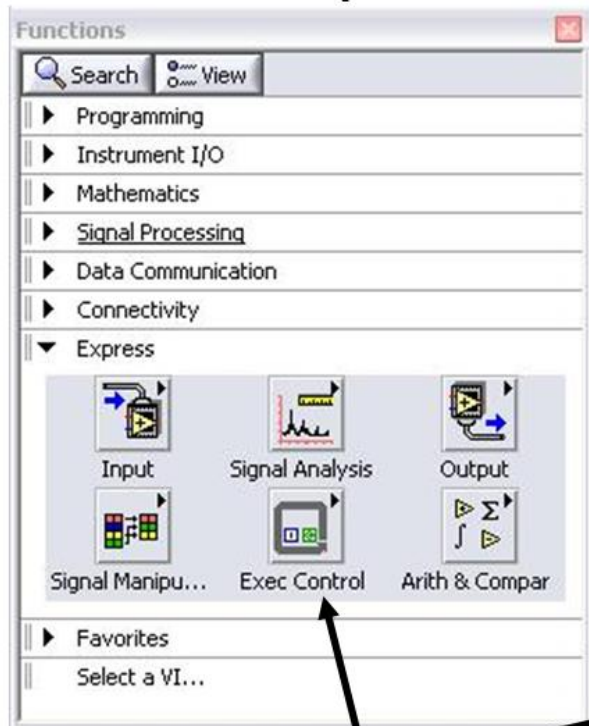 Functions
Search View
Programming
Instrument I/O
Mathematics
Signal Processing
Data Communication
Connectivity
Express
Input Signal Analysis Output
Signal Manipu... Exec Control Arith & Compar
Favorites
Select a VI...